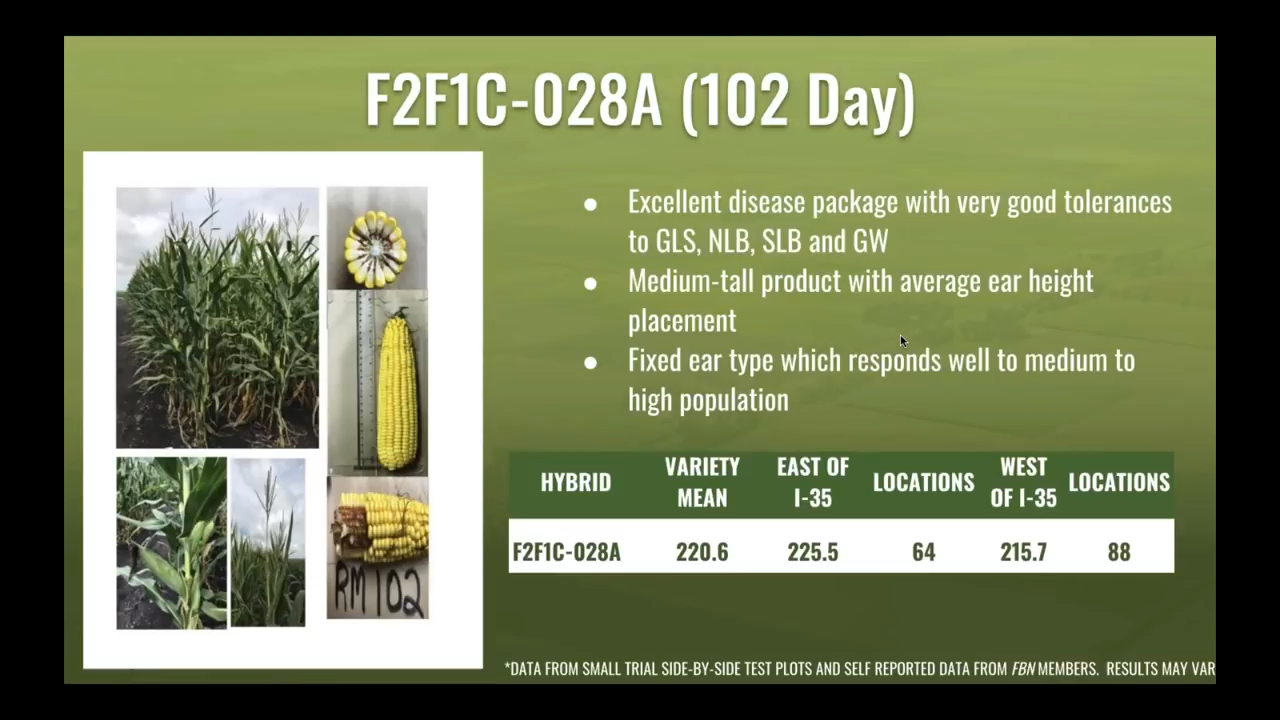 F2F1C-028A (102 Day)
● Excellent disease package with very good tolerances
to GLS, NLB, SLB and GW
● Medium-tall product with average ear height
placement
● Fixed ear type which responds well to medium to
high population
RM 102
HYBRID VARIETY MEAN EAST OF I-35 LOCATIONS WEST OF I-35 LOCATIONS
F2F1C-028A 220.6 225.5 64 215.7 88
*DATA FROM SMALL TRIAL SIDE-BY-SIDE TEST PLOTS AND SELF REPORTED DATA FROM FBN MEMBERS. RESULTS MAY VAR